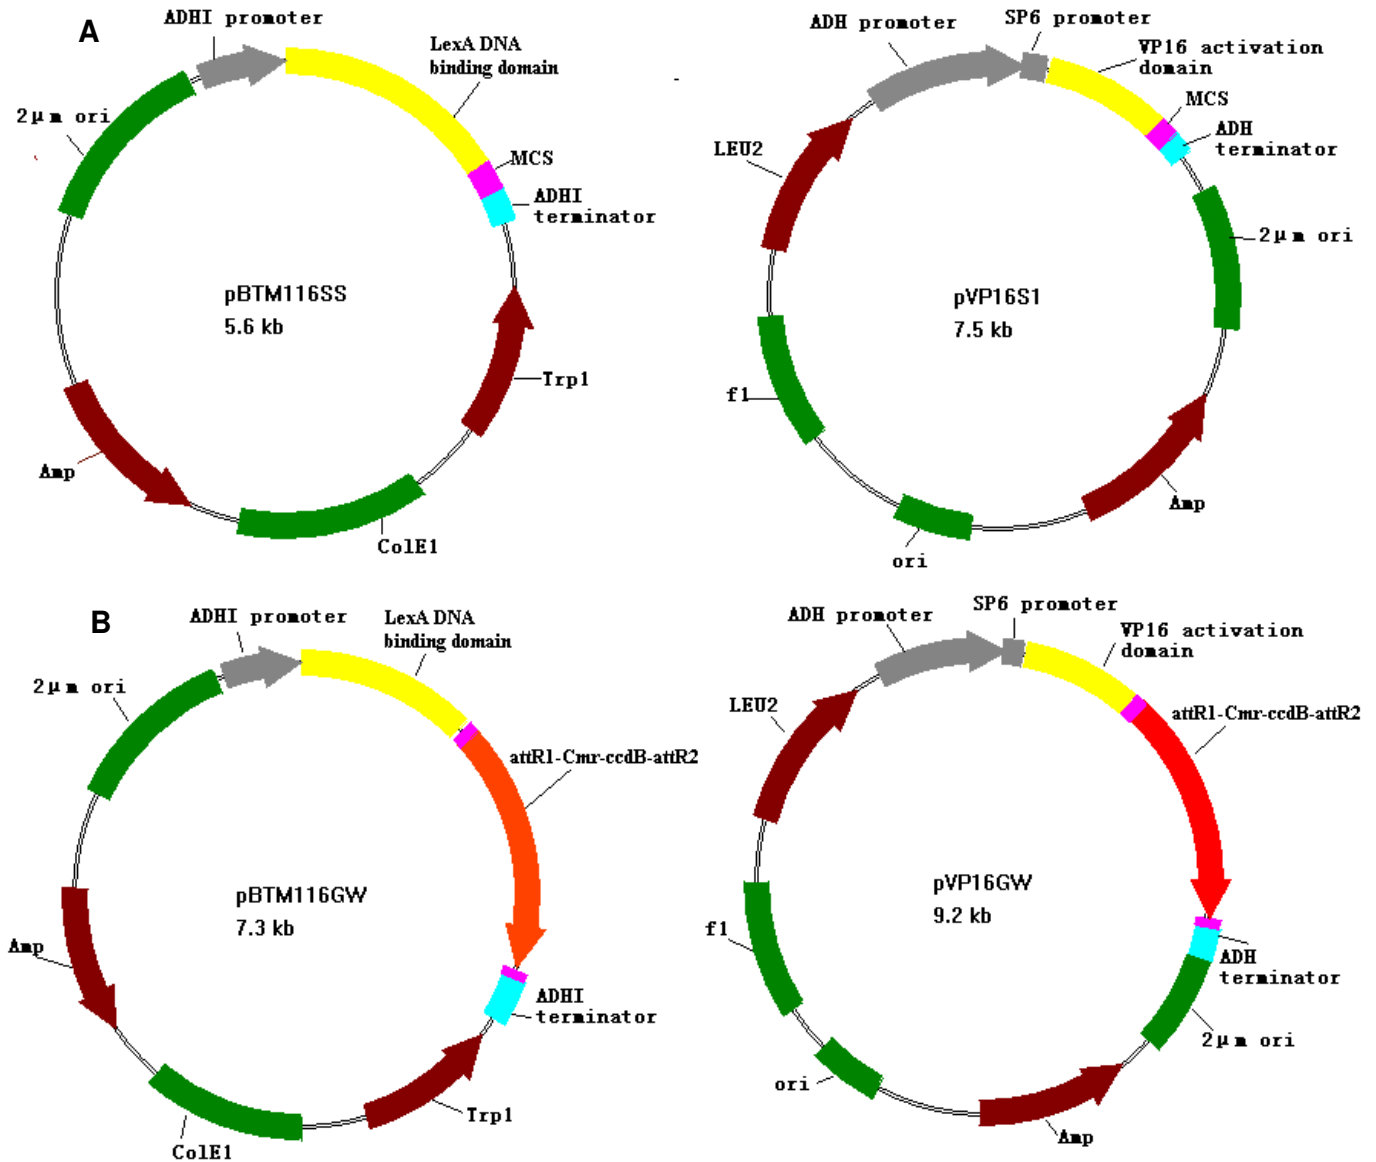 A
ADHI promoter
LexA DNA
binding domain
2μm ori
MCS
ADHI
terminator
pBTM116SS
5.6 kb
Trp1
Amp
ColE1
ADH promoter
SP6 promoter
VP16 activation
domain
MCS
ADH
terminator
LEU2
2μm ori
pVP16S1
7.5 kb
f1
Amp
ori
B
ADHI promoter
LexA DNA
binding domain
2μm ori
attR1-Cmr-ccdB-attR2
pBTM116GW
7.3 kb
Amp
ADHI
terminator
Trp1
ColE1
ADH promoter
SP6 promoter
VP16 activation
domain
LEU2
attR1-Cmr-ccdB-attR2
pVP16GW
9.2 kb
f1
ADH
terminator
2μm ori
ori
Amp